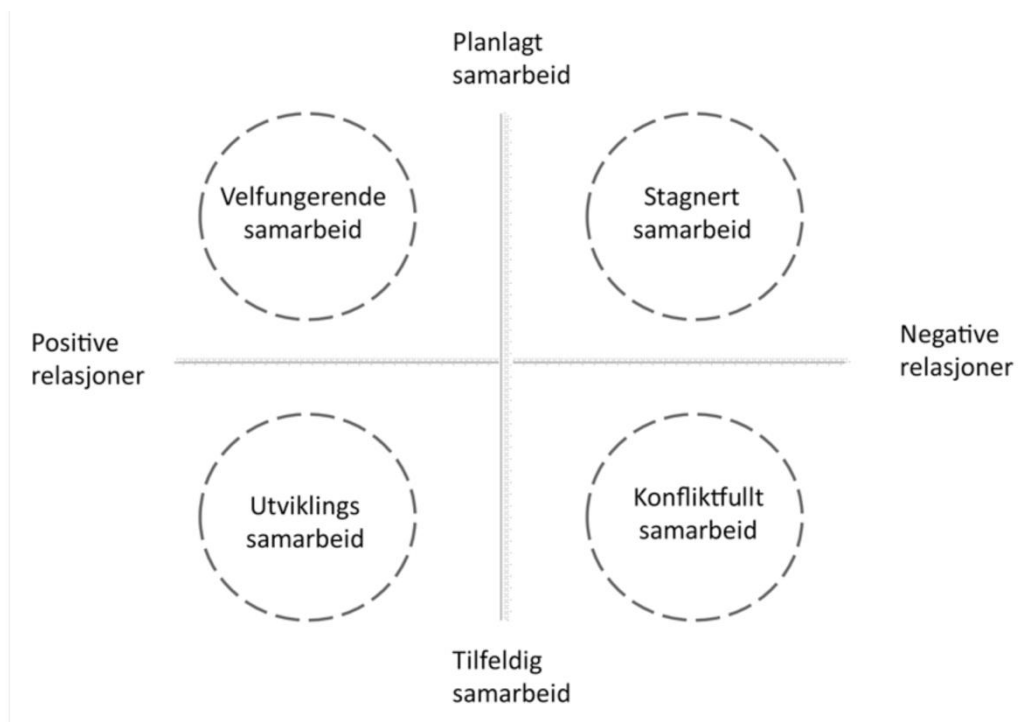 Planlagt
samarbeid
Velfungerende
samarbeid
Stagnert
samarbeid
Positive
relasjoner
Negative
relasjoner
Utviklings
samarbeid
Konfliktfullt
samarbeid
Tilfeldig
samarbeid